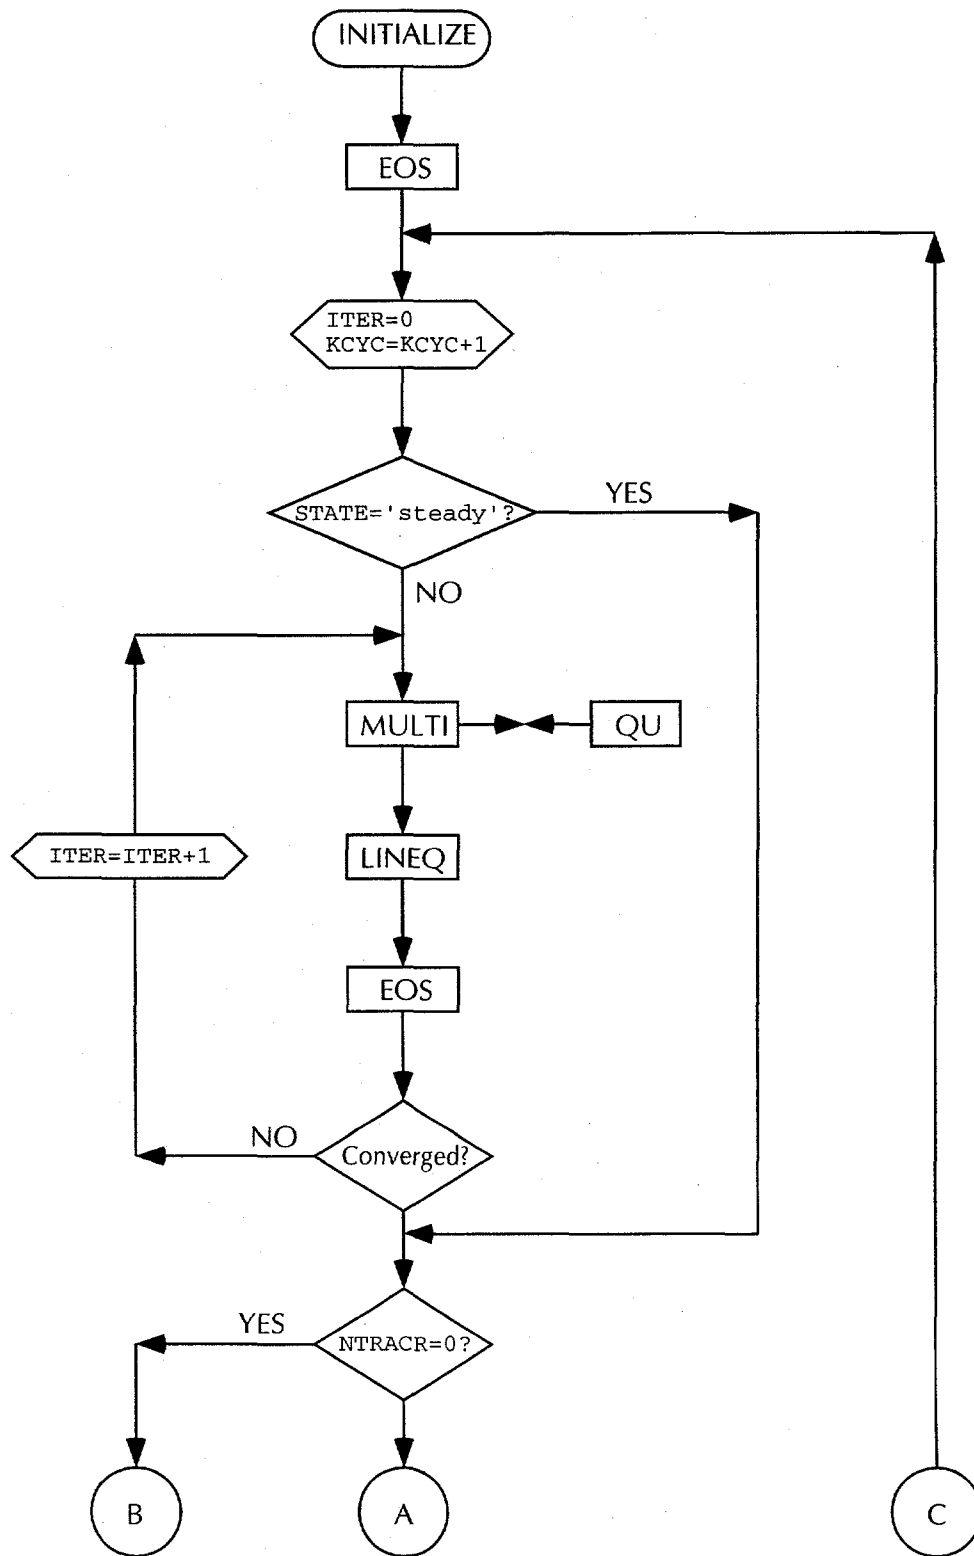 INITIALIZE
EOS
ITER=0
KCYC=KCYC+1
STATE='steady'?
YES
NO
MULTI
QU
ITER=ITER+1
LINEQ
EOS
NO
Converged?
YES
NTRACR=0?
B
A
C